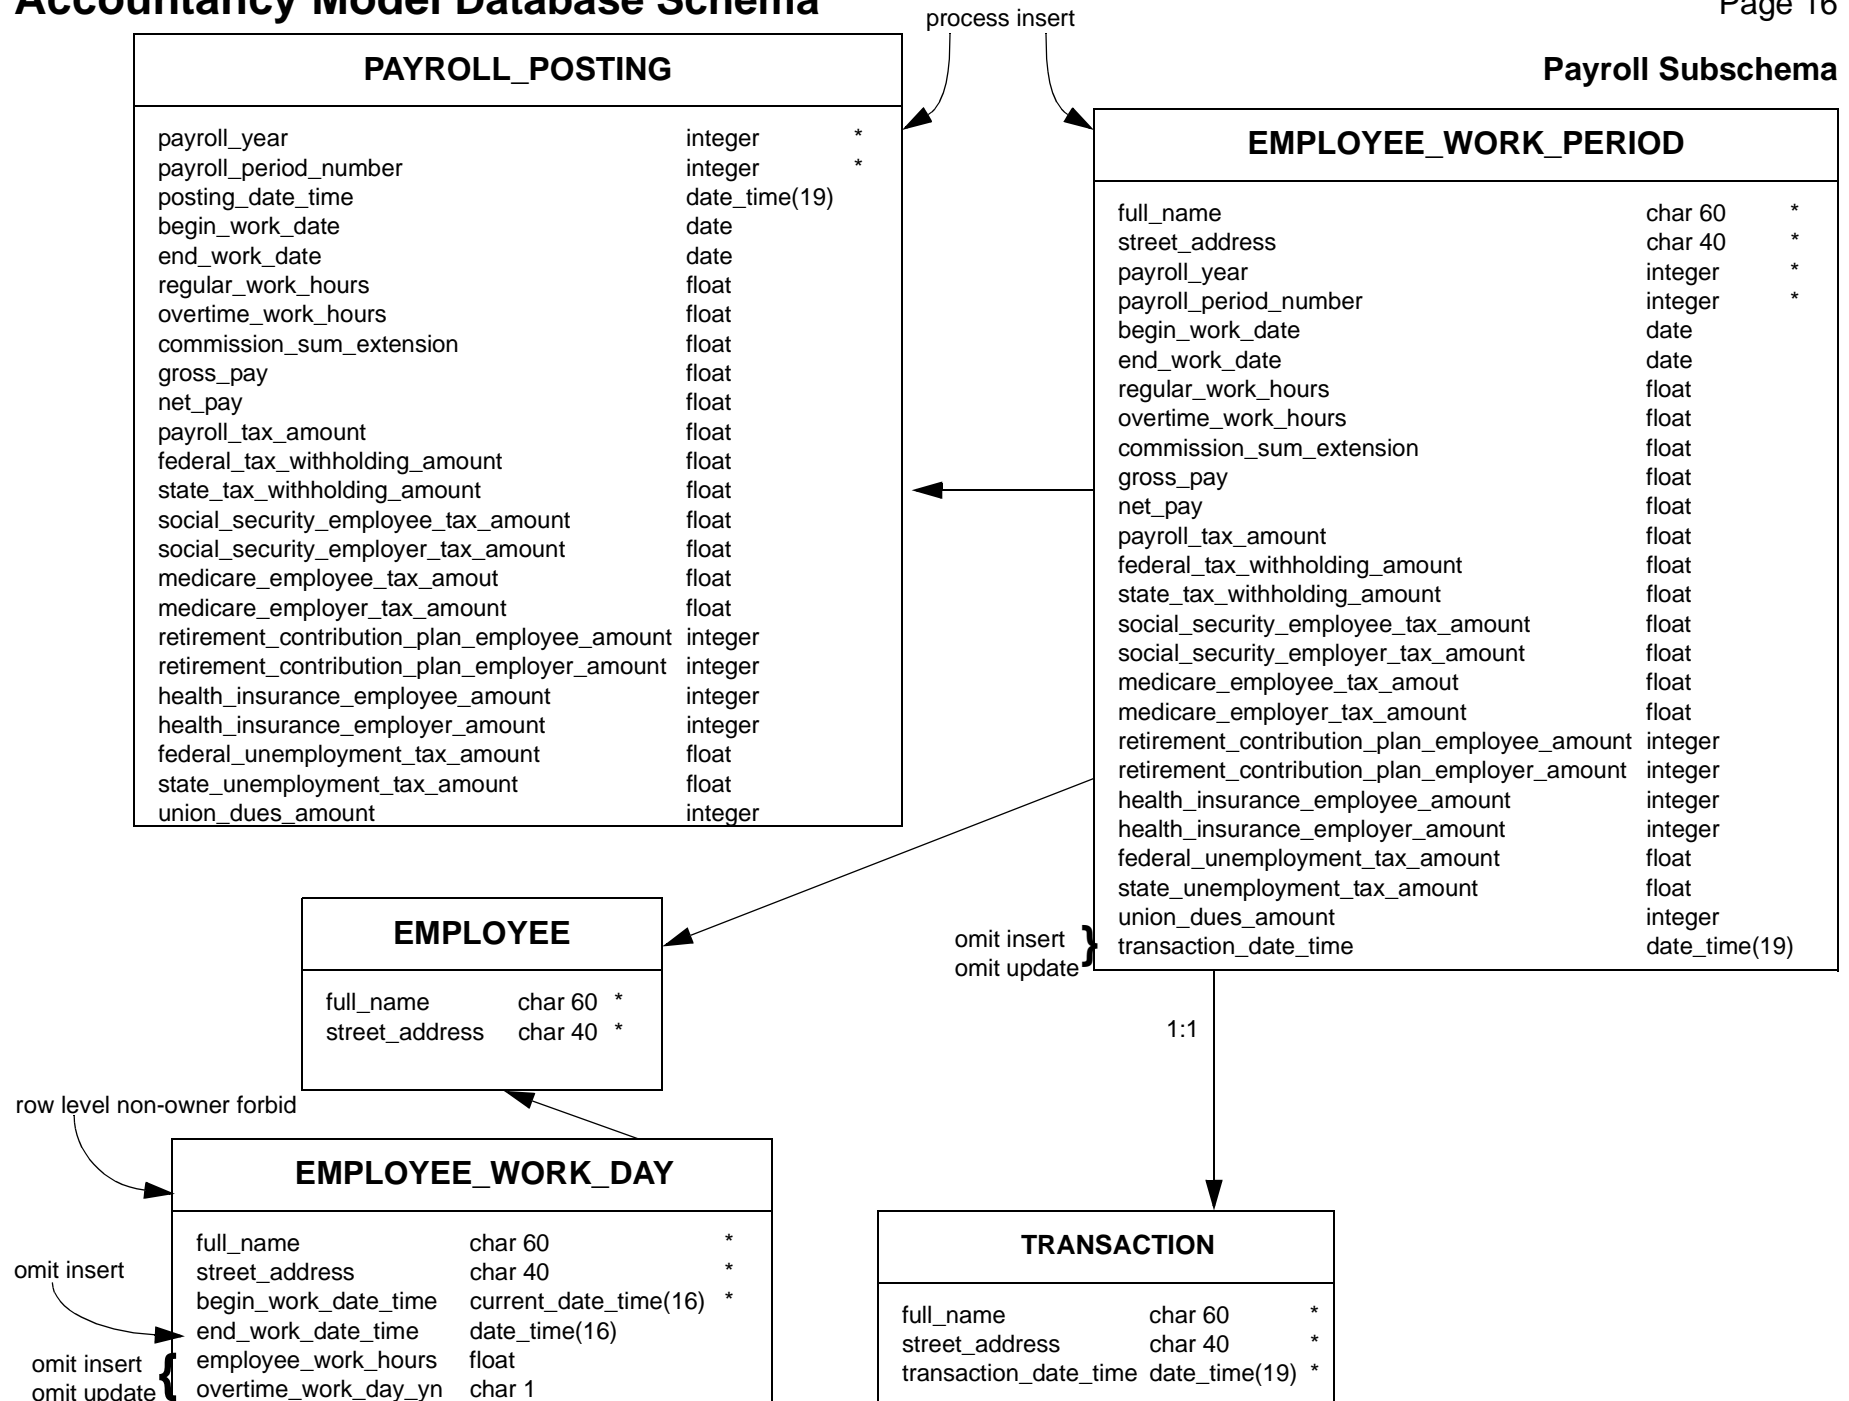 Accountancy Model Database Schema
Page 16
process insert
Payroll Subschema
PAYROLL_POSTING
payroll_year integer *
payroll_period_number integer *
posting_date_time date_time(19)
begin_work_date date
end_work_date date
regular_work_hours float
overtime_work_hours float
commission_sum_extension float
gross_pay float
net_pay float
payroll_tax_amount float
federal_tax_withholding_amount float
state_tax_withholding_amount float
social_security_employee_tax_amount float
social_security_employer_tax_amount float
medicare_employee_tax_amout float
medicare_employer_tax_amount float
retirement_contribution_plan_employee_amount integer
retirement_contribution_plan_employer_amount integer
health_insurance_employee_amount integer
health_insurance_employer_amount integer
federal_unemployment_tax_amount float
state_unemployment_tax_amount float
union_dues_amount integer
EMPLOYEE_WORK_PERIOD
full_name char 60 *
street_address char 40 *
payroll_year integer *
payroll_period_number integer *
begin_work_date date
end_work_date date
regular_work_hours float
overtime_work_hours float
commission_sum_extension float
gross_pay float
net_pay float
payroll_tax_amount float
federal_tax_withholding_amount float
state_tax_withholding_amount float
social_security_employee_tax_amount float
social_security_employer_tax_amount float
medicare_employee_tax_amout float
medicare_employer_tax_amount float
retirement_contribution_plan_employee_amount integer
retirement_contribution_plan_employer_amount integer
health_insurance_employee_amount integer
health_insurance_employer_amount integer
federal_unemployment_tax_amount float
state_unemployment_tax_amount float
union_dues_amount integer
transaction_date_time date_time(19)
omit insert }
omit update
1:1
EMPLOYEE
full_name char 60 *
street_address char 40 *
row level non-owner forbid
EMPLOYEE_WORK_DAY
full_name char 60 *
street_address char 40 *
begin_work_date_time current_date_time(16) *
end_work_date_time date_time(16)
employee_work_hours float
overtime_work_day_yn char 1
omit insert
omit insert {
omit update
TRANSACTION
full_name char 60 *
street_address char 40 *
transaction_date_time date_time(19) *